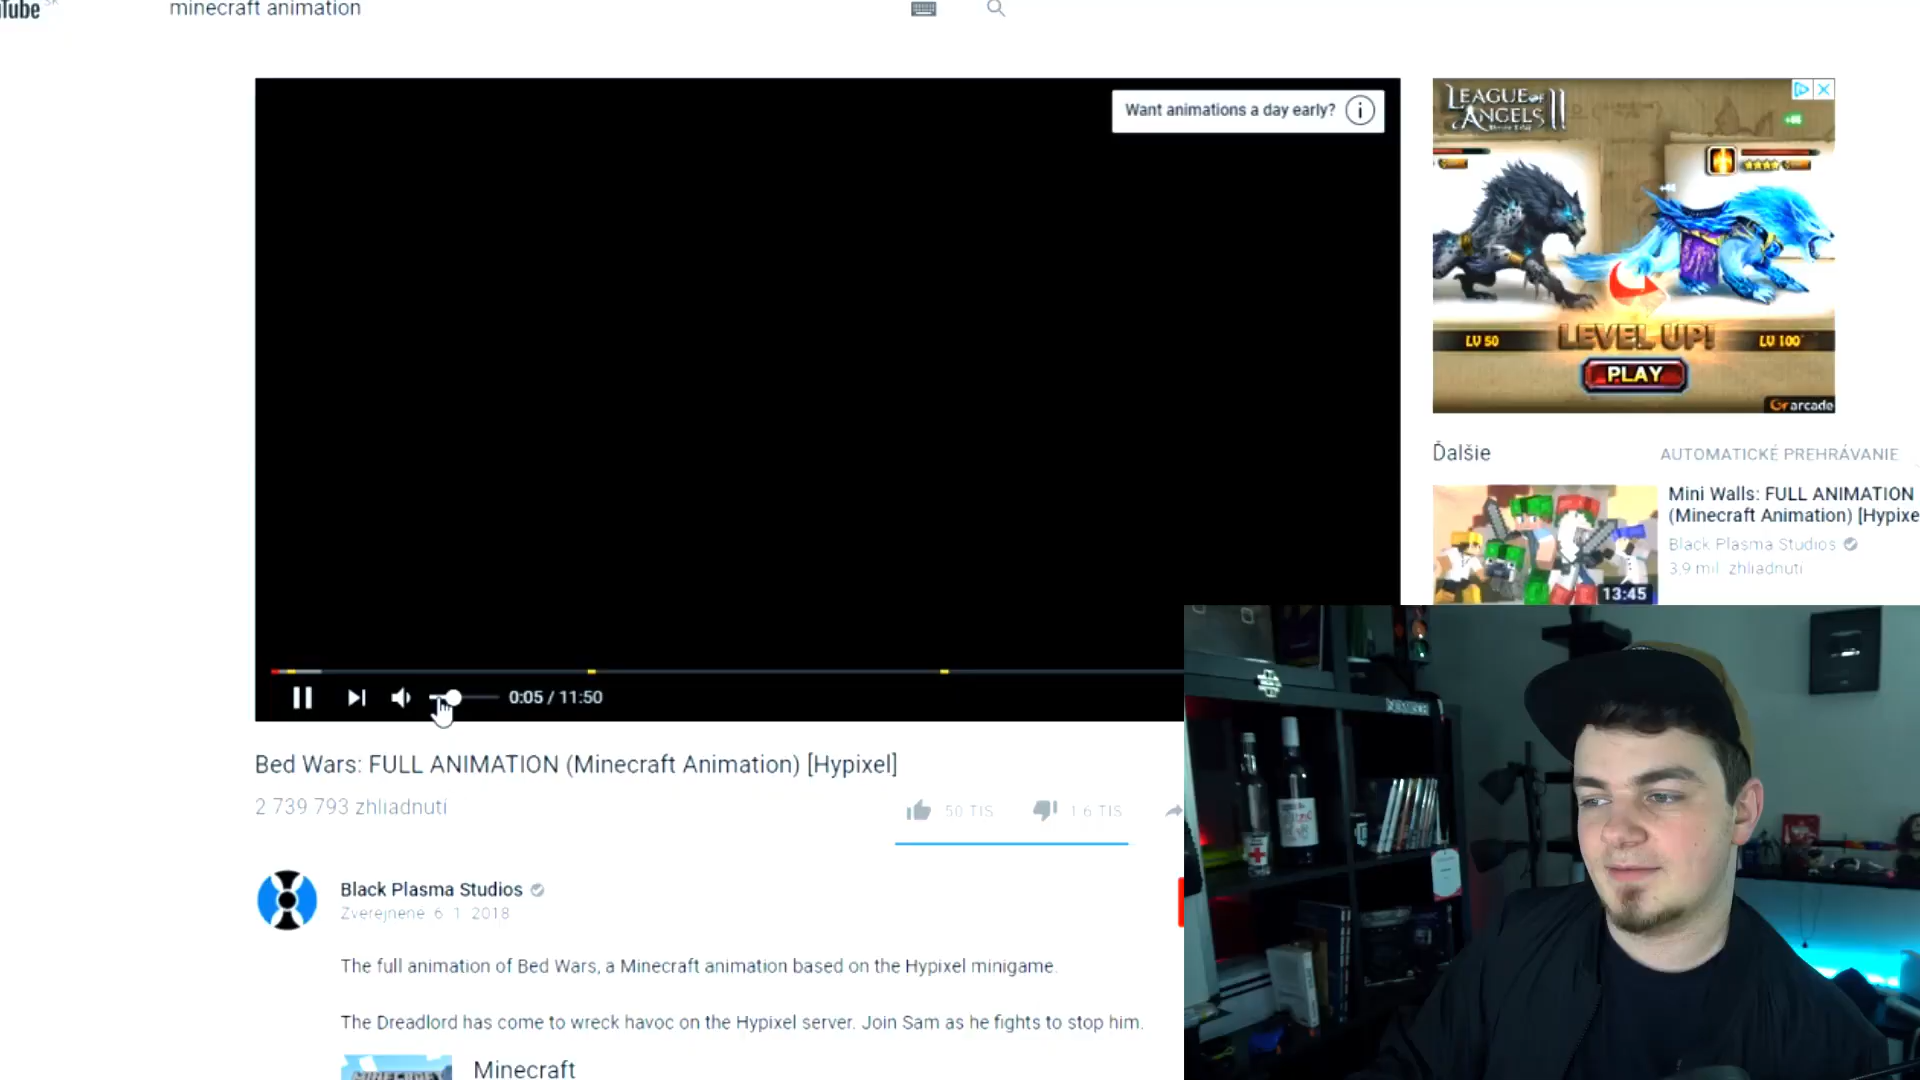 Tube SK
minecraft animation
Want animations a day early?
0:05 / 11:50
Bed Wars: FULL ANIMATION (Minecraft Animation) [Hypixel]
2 739 793 zhliadnutí
50 TIS
1 6 TIS
Black Plasma Studios
Zverejnené 6 1 2018
The full animation of Bed Wars, a Minecraft animation based on the Hypixel minigame.
The Dreadlord has come to wreck havoc on the Hypixel server. Join Sam as he fights to stop him.
MINECRAFT
Minecraft
LEAGUE OF
ANGELS II
LV 50
LEVEL UP!
LV 100
PLAY
arcade
Ďalšie
AUTOMATICKÉ PREHRÁVANIE
13:45
Mini Walls: FULL ANIMATION
(Minecraft Animation) [Hypixe
Black Plasma Studios
3,9 mil. zhliadnutí